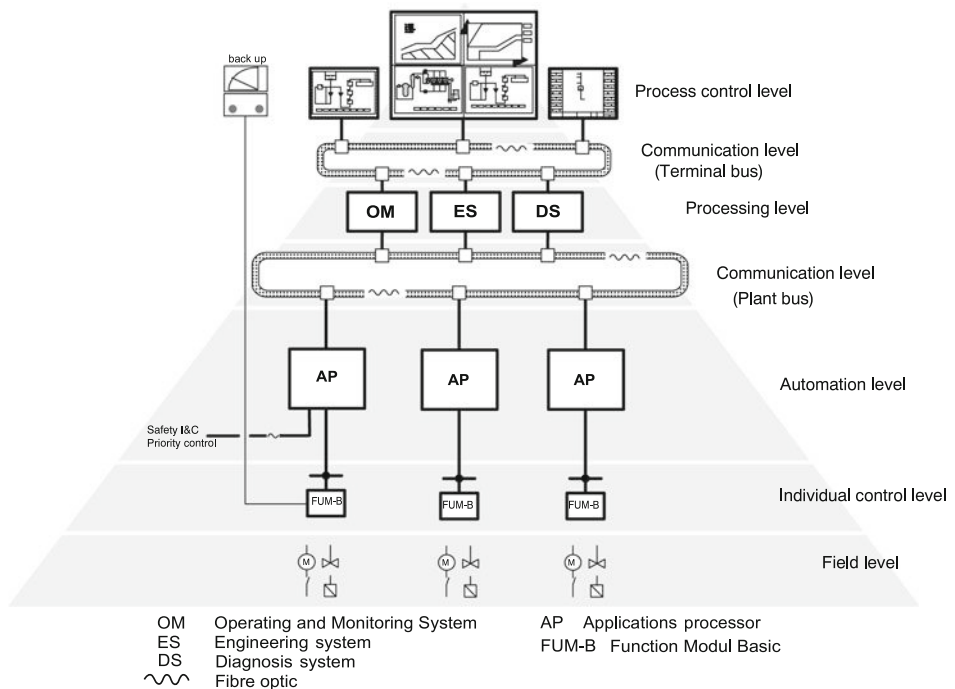 back up
Process control level
Communication level
(Terminal bus)
OM
ES
DS
Processing level
Communication level
(Plant bus)
AP
AP
AP
Automation level
Safety I&C
Priority control
FUM-B
FUM-B
FUM-B
Individual control level
M
M
M
Field level
OM Operating and Monitoring System
ES Engineering system
DS Diagnosis system
Fibre optic
AP Applications processor
FUM-B Function Modul Basic